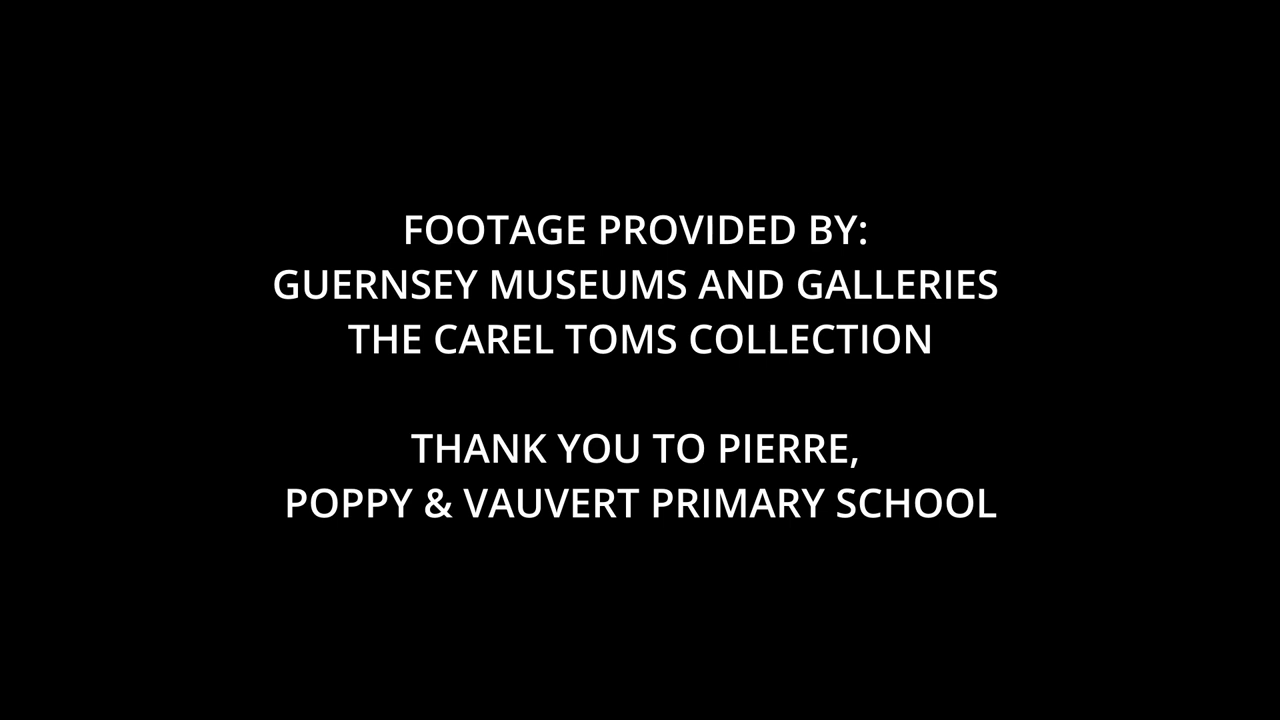 FOOTAGE PROVIDED BY:
GUERNSEY MUSEUMS AND GALLERIES
THE CAREL TOMS COLLECTION
THANK YOU TO PIERRE,
POPPY & VAUVERT PRIMARY SCHOOL